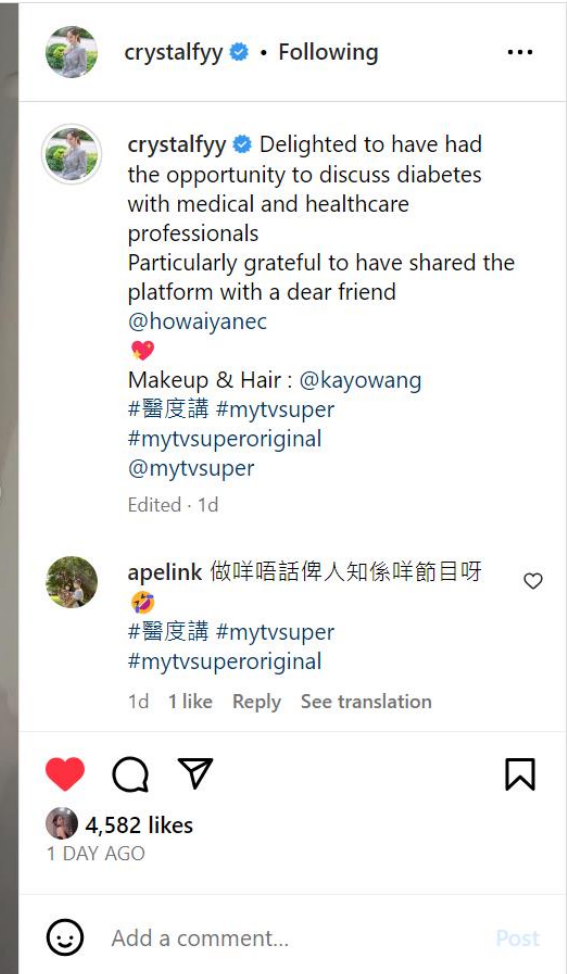 crystalfyy • Following
crystalfyy Delighted to have had
the opportunity to discuss diabetes
with medical and healthcare
professionals
Particularly grateful to have shared the
platform with a dear friend
@howaiyanec
💖
Makeup & Hair : @kayowang
#醫度講 #mytvsuper
#mytvsuperoriginal
@mytvsuper
Edited · 1d
apelink 做咩唔話俾人知係咩節目呀
🤣
#醫度講 #mytvsuper
#mytvsuperoriginal
1d 1 like Reply See translation
4,582 likes
1 DAY AGO
Add a comment... Post